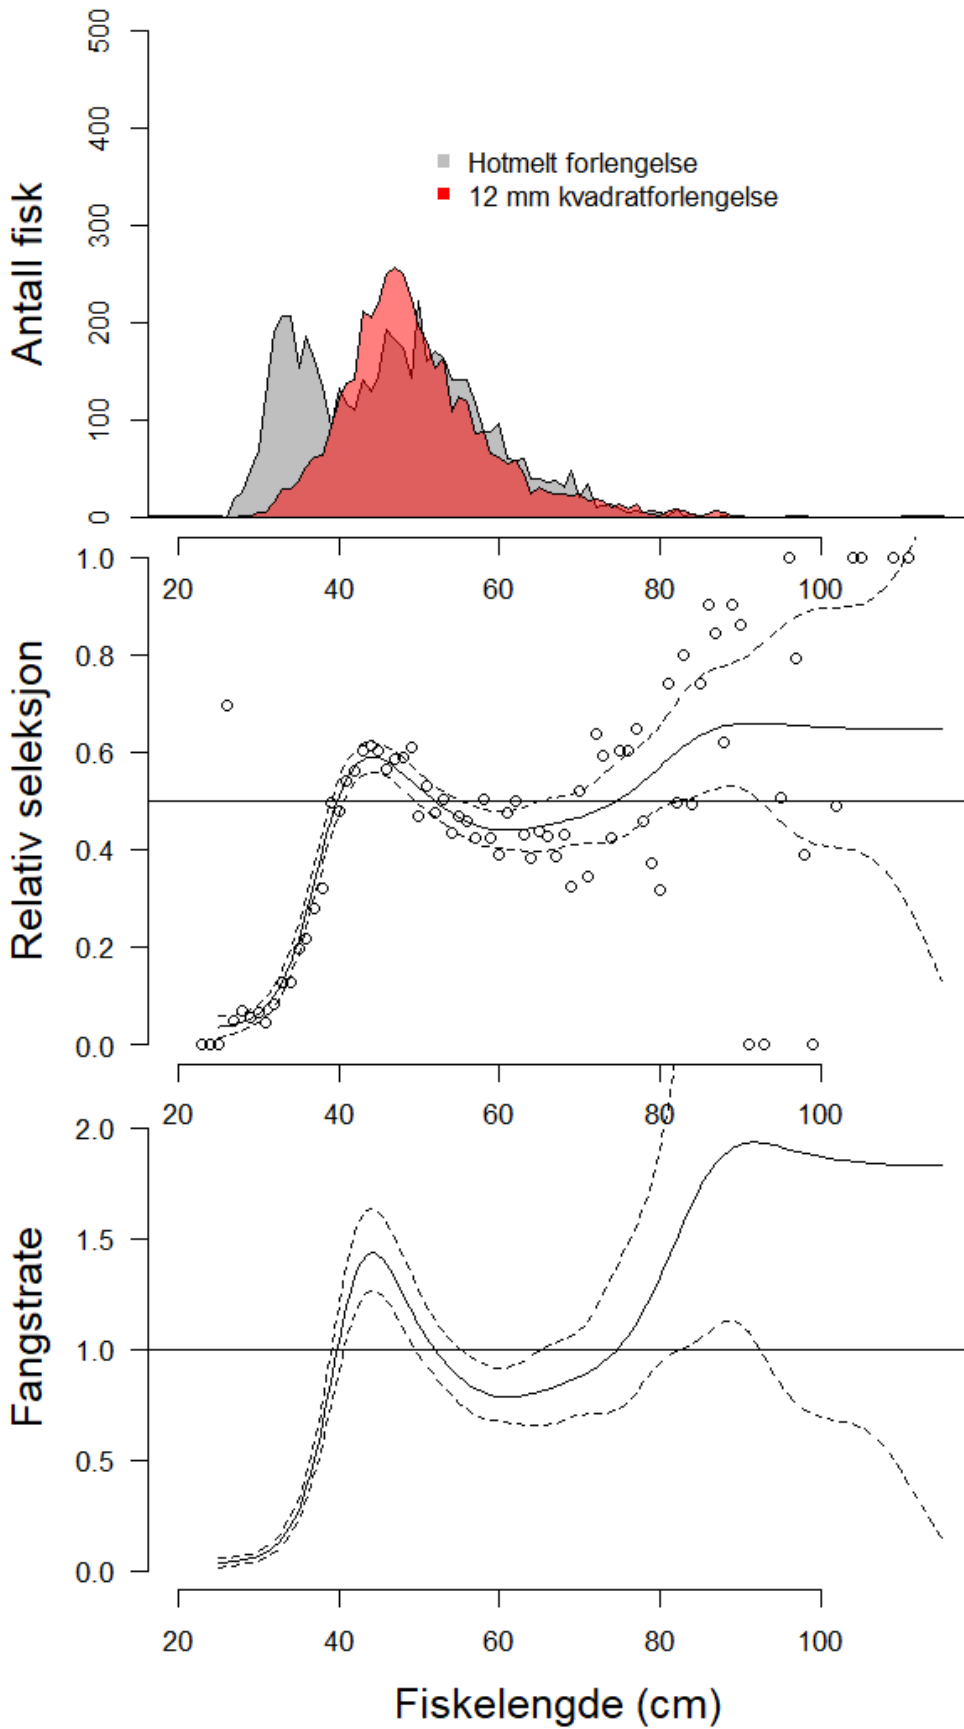 Antall fisk
500
400
300
200
100
0
Hotmelt forlengelse
12 mm kvadratforlengelse
20 40 60 80 100
Relativ seleksjon
1.0
0.8
0.6
0.4
0.2
0.0
20 40 60 80 100
Fangstrate
2.0
1.5
1.0
0.5
0.0
20 40 60 80 100
Fiskelengde (cm)